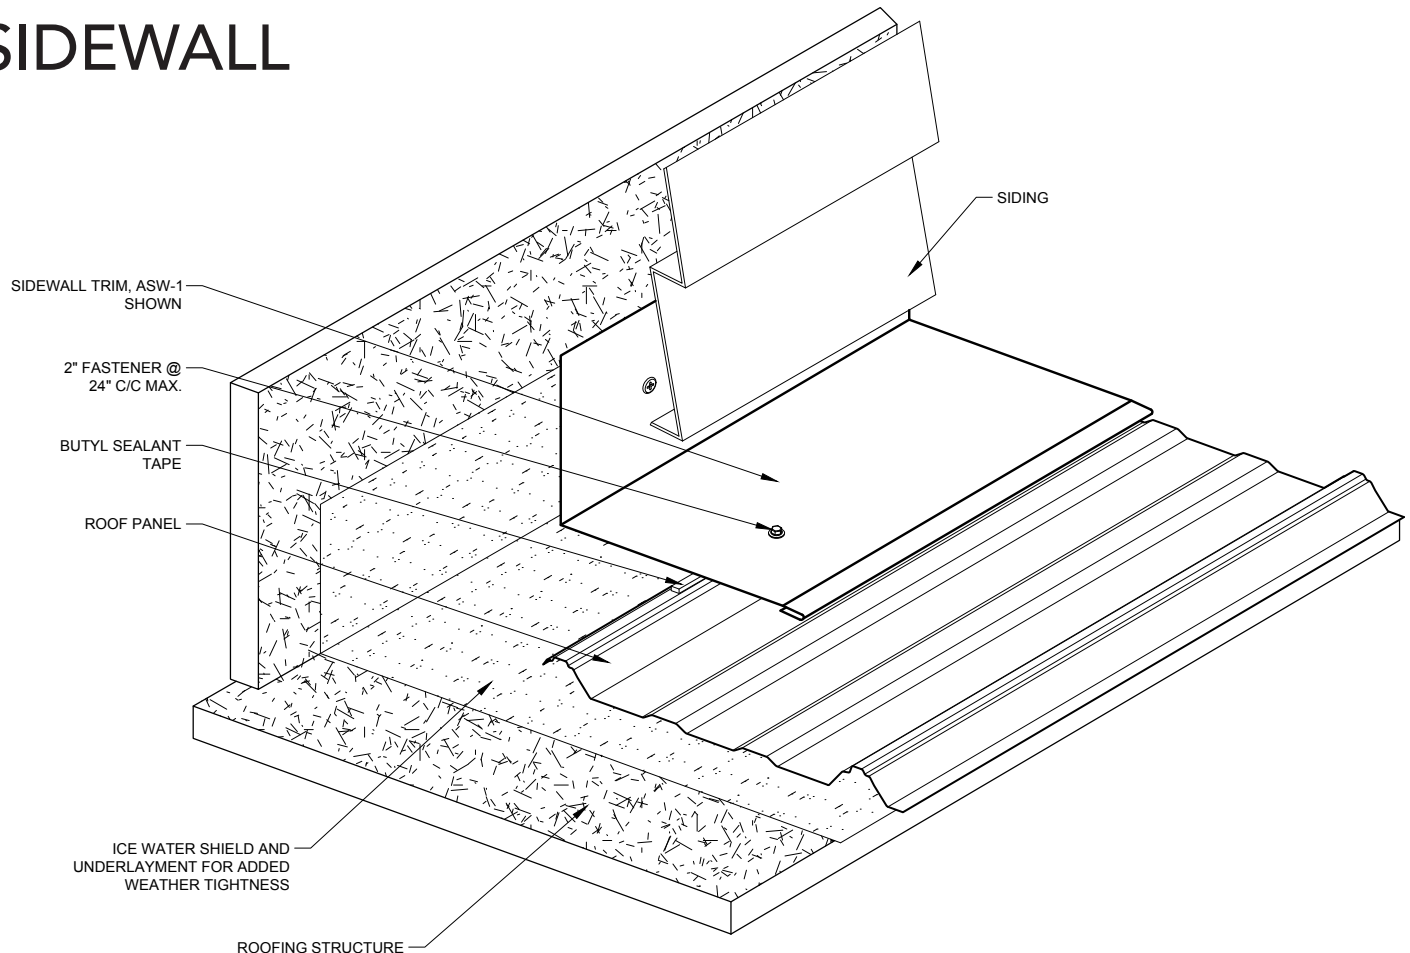 SIDEWALL
SIDING
SIDEWALL TRIM, ASW-1
SHOWN
2" FASTENER @
24" C/C MAX.
BUTYL SEALANT
TAPE
ROOF PANEL
ICE WATER SHIELD AND
UNDERLAYMENT FOR ADDED
WEATHER TIGHTNESS
ROOFING STRUCTURE